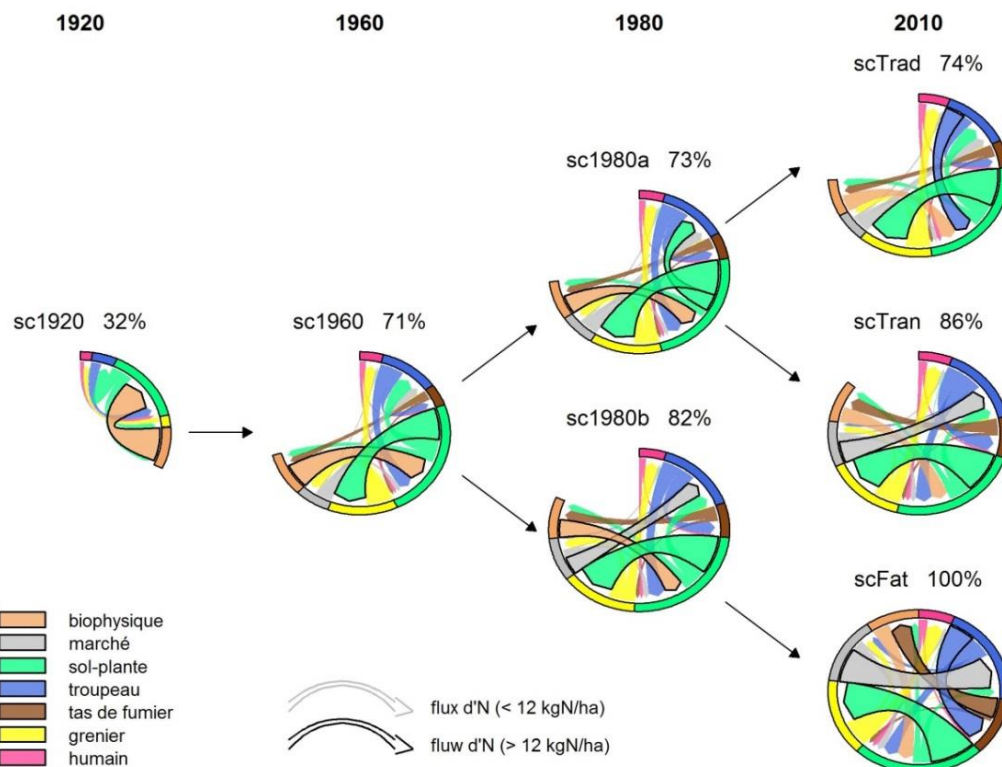 1920 1960 1980 2010
scTrad 74%
sc1980a 73%
sc1920 32%
sc1960 71%
scTran 86%
sc1980b 82%
scFat 100%
biophysique
marché
sol-plante
troupeau
tas de fumier
grenier
humain
flux d'N (< 12 kgN/ha)
fluw d'N (> 12 kgN/ha)